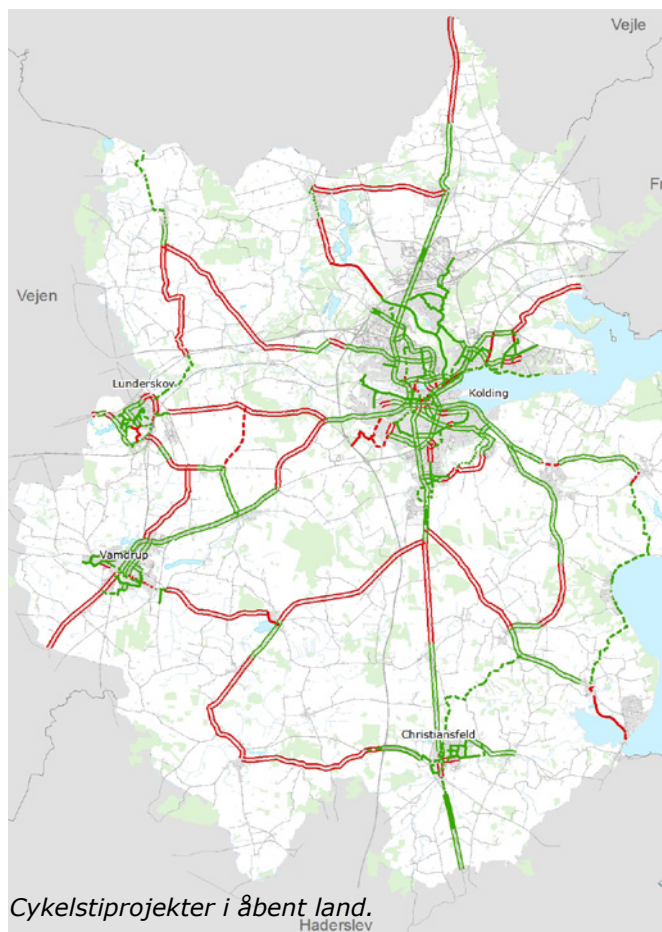 Vejle
Fr
Vejen
Lunderskov
Kolding
Vamdrup
Christiansfeld
Cykelstiprojekter i åbent land.
Haderslev